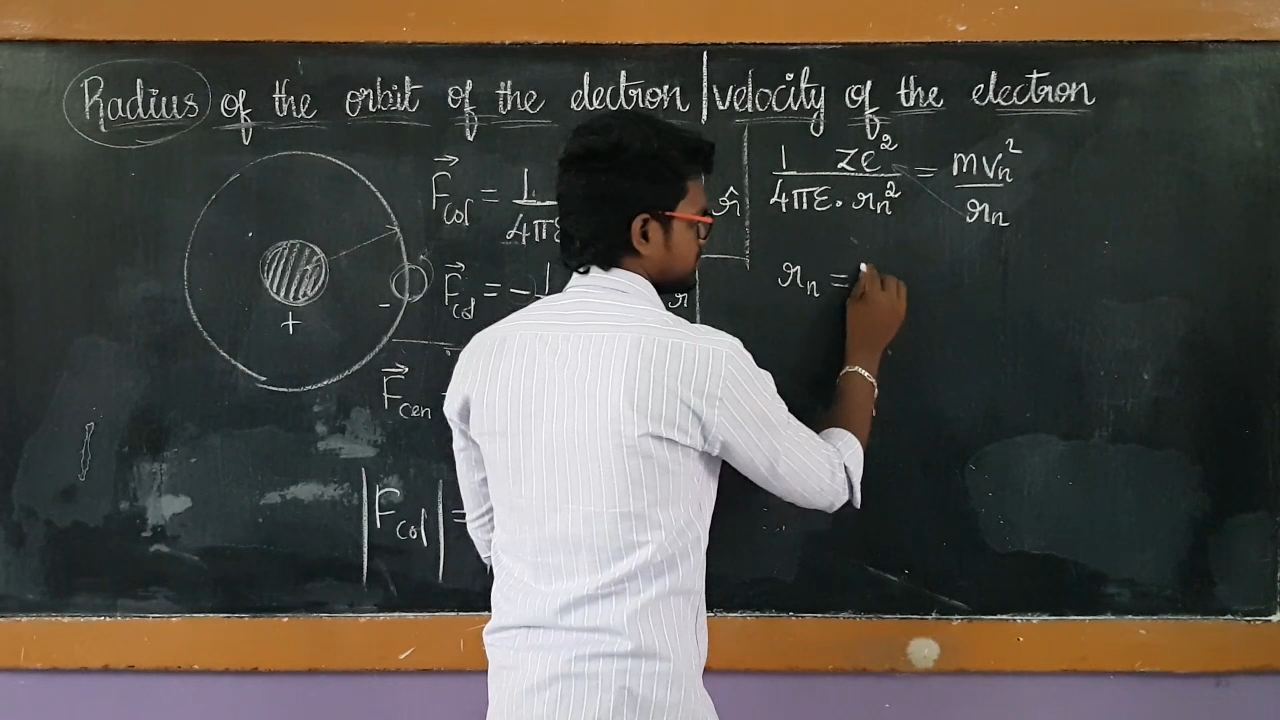 Radius of the orbit of the electron | velocity of the electron
F⃗col = 1 / 4πε r̂
F⃗col = - 1 r
+ -
F⃗cen
|Fcol| =
1 / 4πε₀ Ze² / rn² = mvn² / rn
rn =